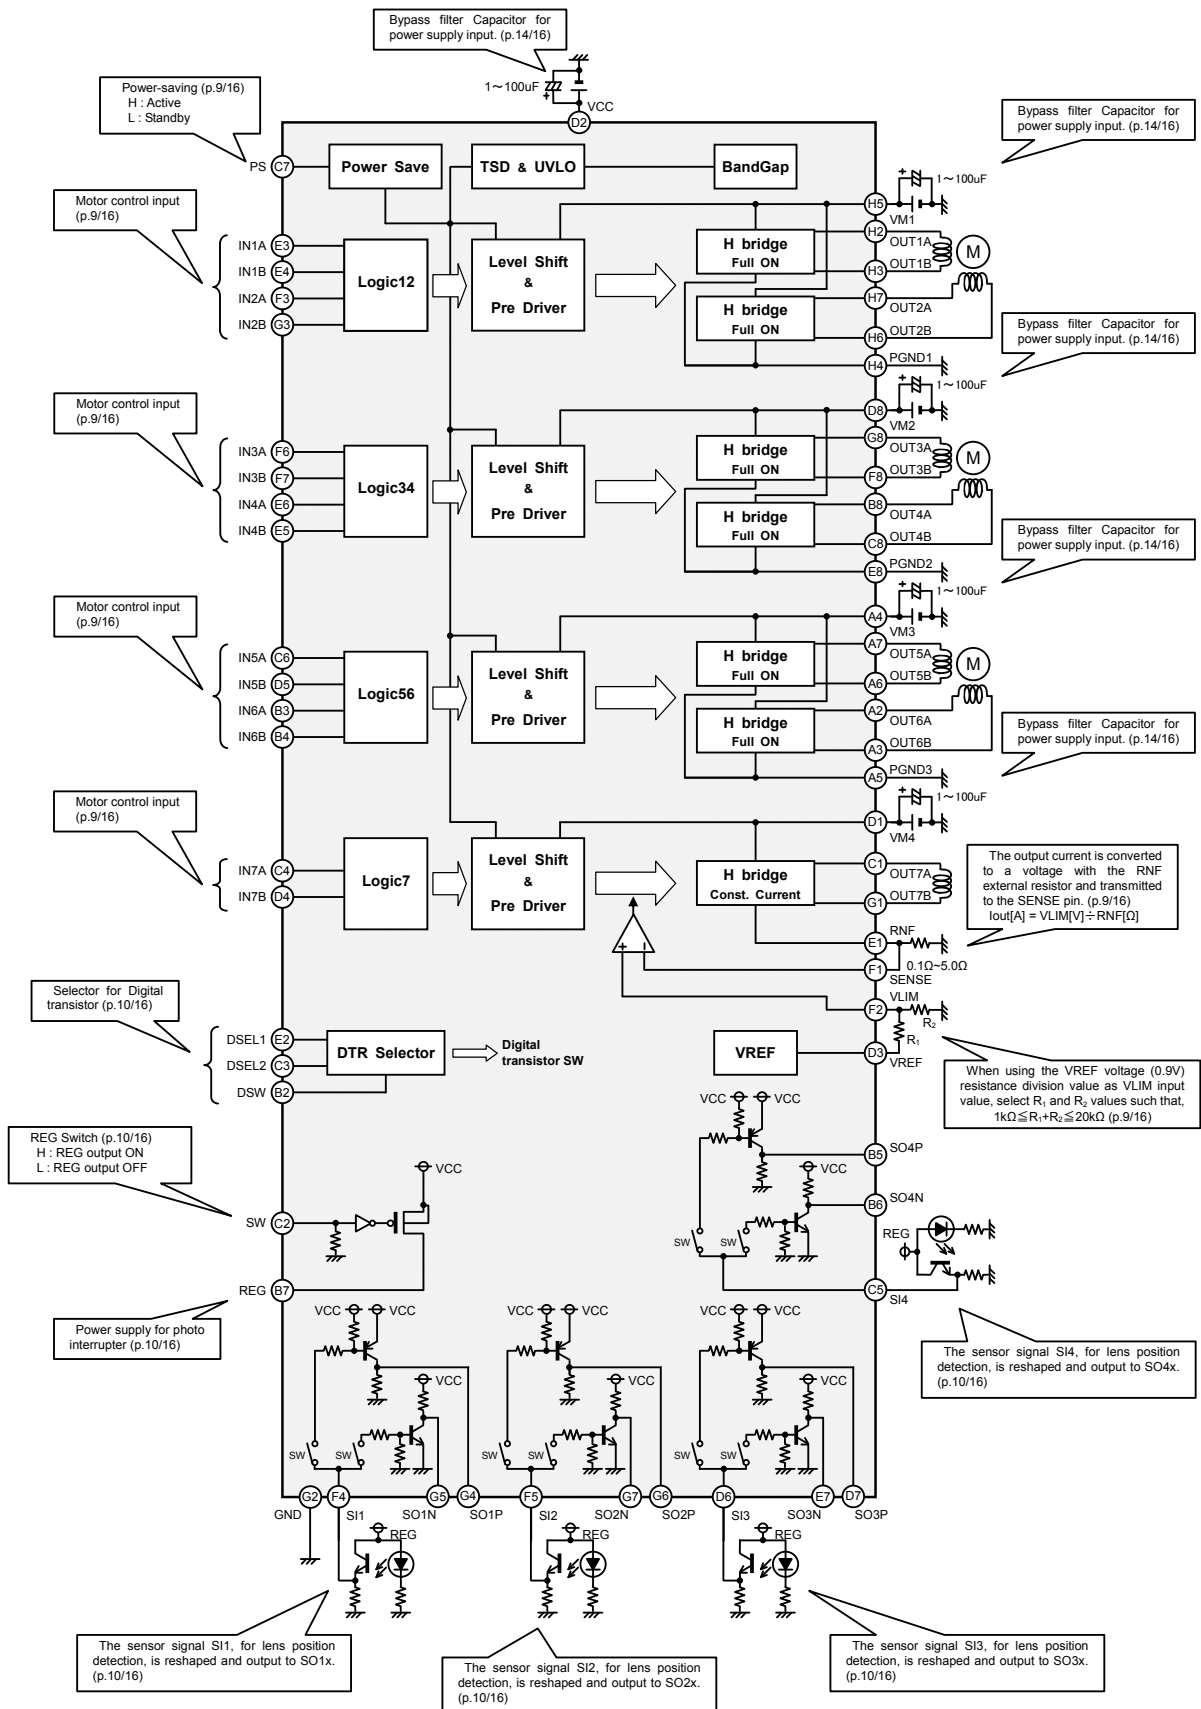 Bypass filter Capacitor for
power supply input. (p.14/16)
1～100uF
+
VCC
D2
Power-saving (p.9/16)
H : Active
L : Standby
PS
C7
Power Save
TSD & UVLO
BandGap
Bypass filter Capacitor for
power supply input. (p.14/16)
+
1～100uF
H5
VM1
Motor control input
(p.9/16)
IN1A
E3
IN1B
E4
IN2A
F3
IN2B
G3
Logic12
Level Shift
&
Pre Driver
H bridge
Full ON
H bridge
Full ON
H2
OUT1A
H3
OUT1B
M
H7
OUT2A
H6
OUT2B
H4
PGND1
Bypass filter Capacitor for
power supply input. (p.14/16)
+
1～100uF
D8
VM2
Motor control input
(p.9/16)
IN3A
F6
IN3B
F7
IN4A
E6
IN4B
E5
Logic34
Level Shift
&
Pre Driver
H bridge
Full ON
H bridge
Full ON
G8
OUT3A
F8
OUT3B
M
B8
OUT4A
C8
OUT4B
E8
PGND2
Bypass filter Capacitor for
power supply input. (p.14/16)
+
1～100uF
A4
VM3
Motor control input
(p.9/16)
IN5A
C6
IN5B
D5
IN6A
B3
IN6B
B4
Logic56
Level Shift
&
Pre Driver
H bridge
Full ON
H bridge
Full ON
A7
OUT5A
A6
OUT5B
M
A2
OUT6A
A3
OUT6B
A5
PGND3
Bypass filter Capacitor for
power supply input. (p.14/16)
+
1～100uF
D1
VM4
Motor control input
(p.9/16)
IN7A
C4
IN7B
D4
Logic7
Level Shift
&
Pre Driver
H bridge
Const. Current
C1
OUT7A
G1
OUT7B
The output current is converted
to a voltage with the RNF
external resistor and transmitted
to the SENSE pin. (p.9/16)
Iout[A] = VLIM[V]÷RNF[Ω]
RNF
E1
0.1Ω~5.0Ω
F1
SENSE
+
−
VLIM
F2
R₂
R₁
D3
VREF
VREF
When using the VREF voltage (0.9V)
resistance division value as VLIM input
value, select R₁ and R₂ values such that,
1kΩ≦R₁+R₂≦20kΩ (p.9/16)
Selector for Digital
transistor (p.10/16)
DSEL1
E2
DSEL2
C3
DSW
B2
DTR Selector
Digital
transistor SW
REG Switch (p.10/16)
H : REG output ON
L : REG output OFF
SW
C2
VCC
REG
B7
Power supply for photo
interrupter (p.10/16)
VCC
VCC
B5
SO4P
VCC
B6
SO4N
SW
SW
REG
C5
SI4
The sensor signal SI4, for lens position
detection, is reshaped and output to SO4x.
(p.10/16)
VCC
VCC
VCC
SW
SW
VCC
VCC
VCC
SW
SW
VCC
VCC
VCC
SW
SW
G2
F4
G5
G4
F5
G7
G6
D6
E7
D7
GND
SI1
SO1N
SO1P
SI2
SO2N
SO2P
SI3
SO3N
SO3P
REG
REG
REG
The sensor signal SI1, for lens position
detection, is reshaped and output to SO1x.
(p.10/16)
The sensor signal SI2, for lens position
detection, is reshaped and output to SO2x.
(p.10/16)
The sensor signal SI3, for lens position
detection, is reshaped and output to SO3x.
(p.10/16)